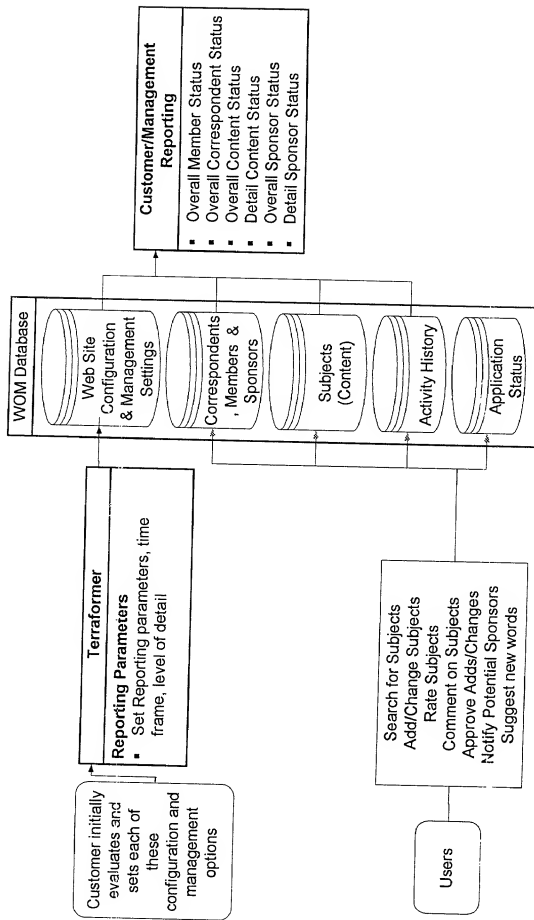 Customer initially
evaluates and
sets each of
these
configuration and
management
options
Terraformer
Reporting Parameters
▪ Set Reporting parameters, time
frame, level of detail
Users
Search for Subjects
Add/Change Subjects
Rate Subjects
Comment on Subjects
Approve Adds/Changes
Notify Potential Sponsors
Suggest new words
WOM Database
Web Site
Configuration
& Management
Settings
Correspondents
, Members &
Sponsors
Subjects
(Content)
Activity History
Application
Status
Customer/Management
Reporting
▪ Overall Member Status
▪ Overall Correspondent Status
▪ Overall Content Status
▪ Detail Content Status
▪ Overall Sponsor Status
▪ Detail Sponsor Status